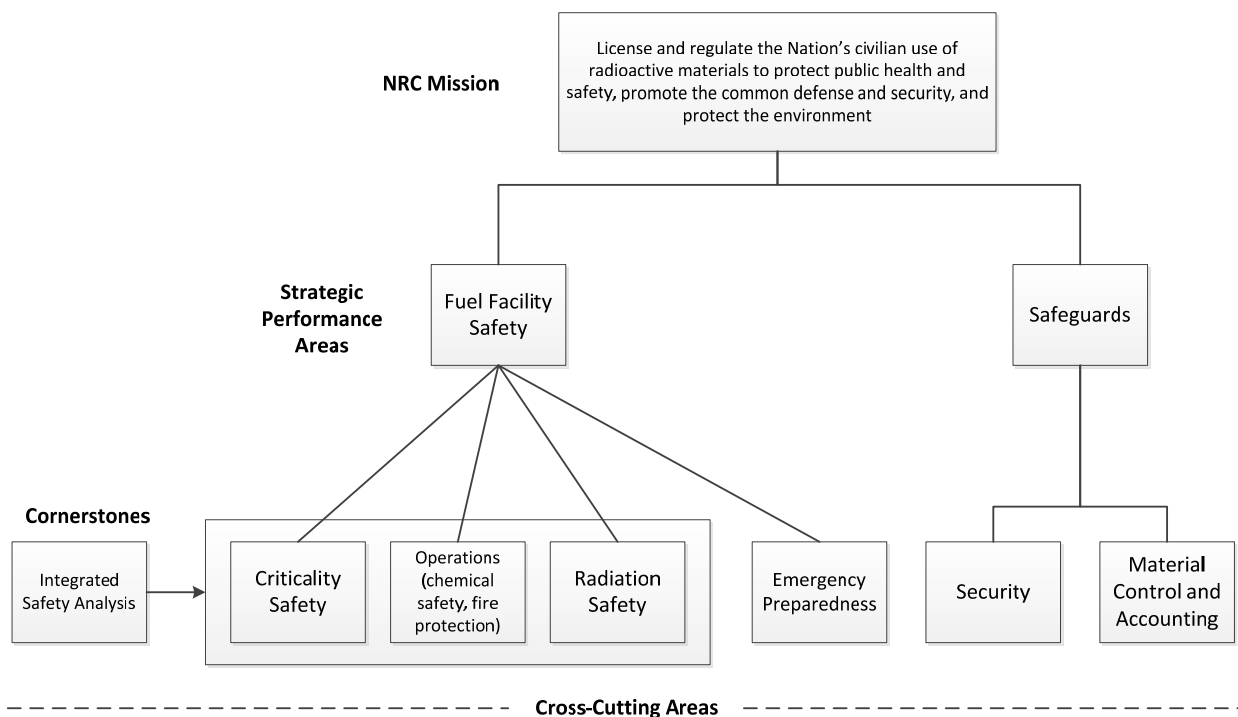 License and regulate the Nation's civilian use of
radioactive materials to protect public health and
safety, promote the common defense and security, and
protect the environment
NRC Mission
Strategic
Performance
Areas
Fuel Facility
Safety
Safeguards
Cornerstones
Integrated
Safety Analysis
Criticality
Safety
Operations
(chemical
safety, fire
protection)
Radiation
Safety
Emergency
Preparedness
Security
Material
Control and
Accounting
Cross-Cutting Areas